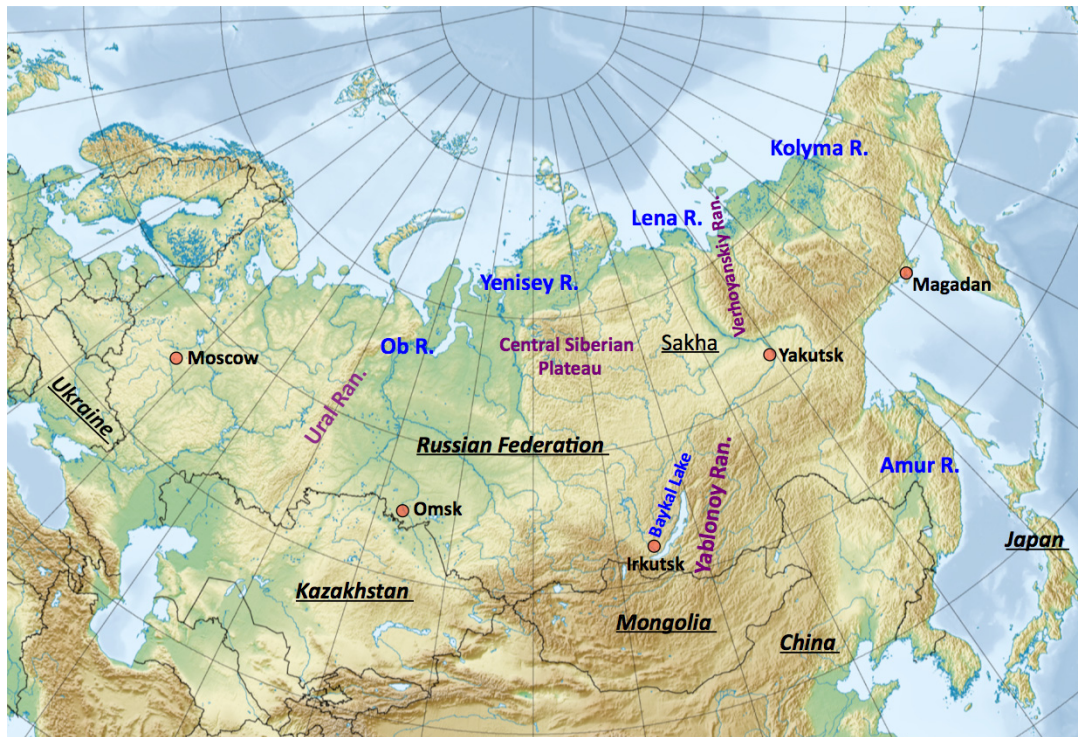 Kolyma R.
Lena R.
Verhoyanskiy Ran.
Yenisey R.
Magadan
Ob R.
Central Siberian
Plateau
Sakha
Yakutsk
Moscow
Ukraine
Ural Ran.
Russian Federation
Baykal Lake
Yablonoy Ran.
Amur R.
Omsk
Irkutsk
Japan
Kazakhstan
Mongolia
China